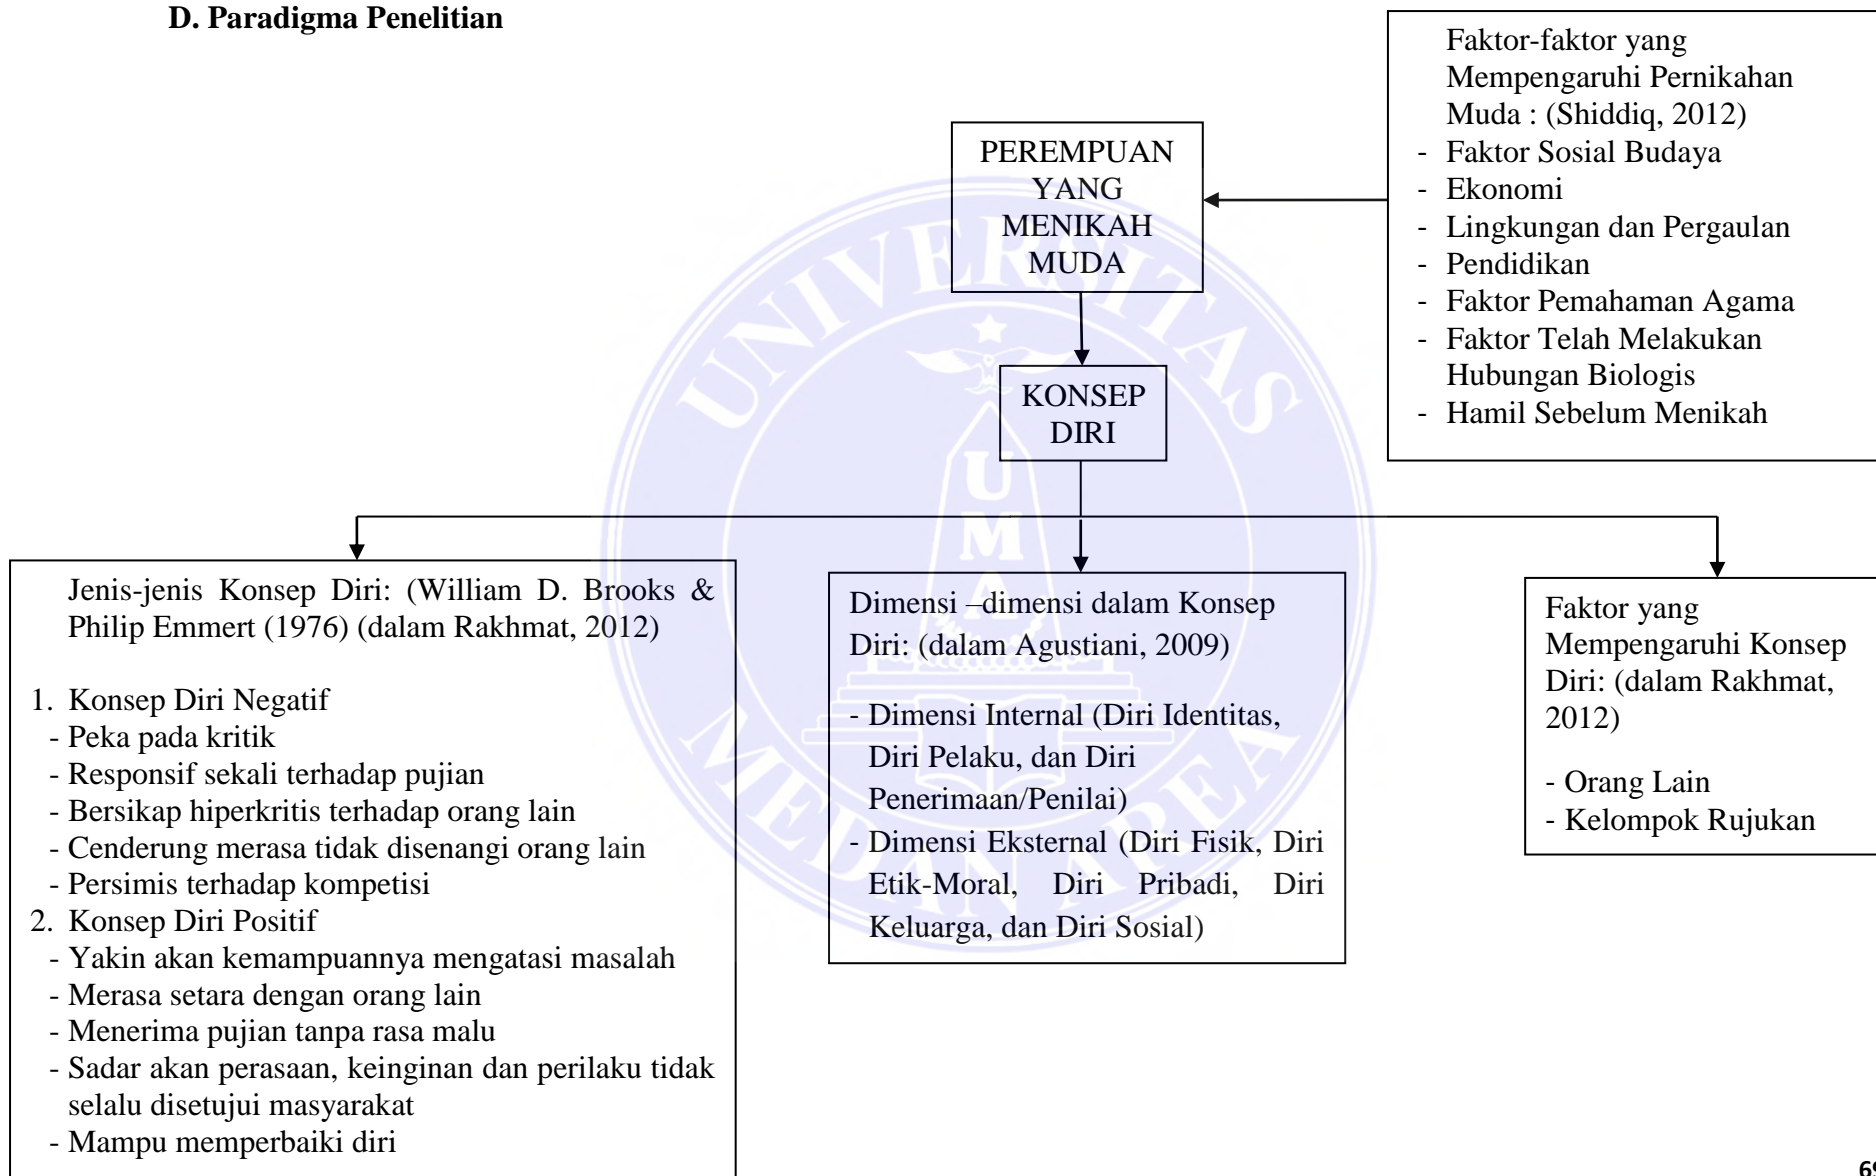 D. Paradigma Penelitian
Faktor-faktor yang
Mempengaruhi Pernikahan
Muda : (Shiddiq, 2012)
- Faktor Sosial Budaya
- Ekonomi
- Lingkungan dan Pergaulan
- Pendidikan
- Faktor Pemahaman Agama
- Faktor Telah Melakukan
Hubungan Biologis
- Hamil Sebelum Menikah
PEREMPUAN
YANG
MENIKAH
MUDA
KONSEP
DIRI
Jenis-jenis Konsep Diri: (William D. Brooks &
Philip Emmert (1976) (dalam Rakhmat, 2012)
1. Konsep Diri Negatif
- Peka pada kritik
- Responsif sekali terhadap pujian
- Bersikap hiperkritis terhadap orang lain
- Cenderung merasa tidak disenangi orang lain
- Persimis terhadap kompetisi
2. Konsep Diri Positif
- Yakin akan kemampuannya mengatasi masalah
- Merasa setara dengan orang lain
- Menerima pujian tanpa rasa malu
- Sadar akan perasaan, keinginan dan perilaku tidak
selalu disetujui masyarakat
- Mampu memperbaiki diri
Dimensi –dimensi dalam Konsep
Diri: (dalam Agustiani, 2009)
- Dimensi Internal (Diri Identitas,
Diri Pelaku, dan Diri
Penerimaan/Penilai)
- Dimensi Eksternal (Diri Fisik, Diri
Etik-Moral, Diri Pribadi, Diri
Keluarga, dan Diri Sosial)
Faktor yang
Mempengaruhi Konsep
Diri: (dalam Rakhmat,
2012)
- Orang Lain
- Kelompok Rujukan
UNIVERSITAS
UMA
MEDAN AREA